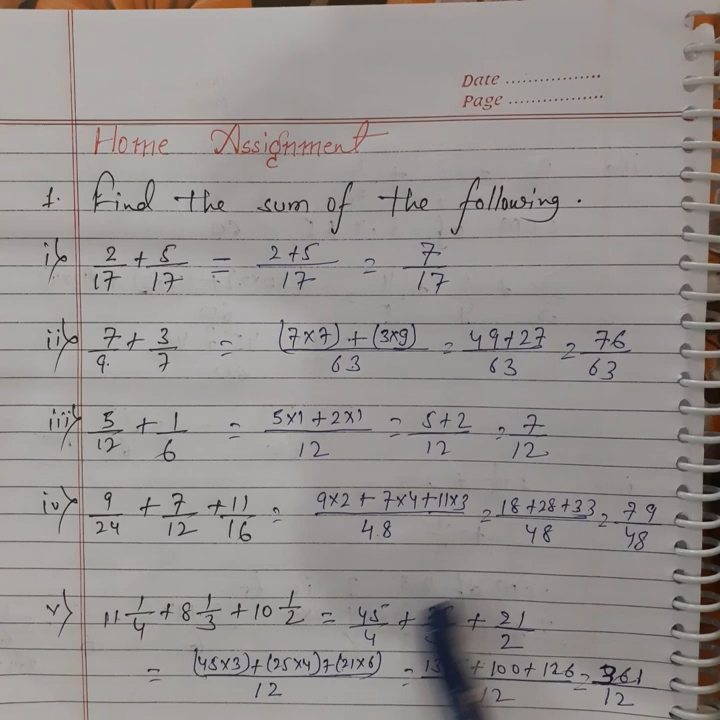 Date ................
Page ................
Home Assignment
1. Find the sum of the following.
i) 2/17 + 5/17 = 2+5/17 = 7/17
ii) 7/9 + 3/7 = (7×7)+(3×9)/63 = 49+27/63 = 76/63
iii) 5/12 + 1/6 = 5×1+2×1/12 = 5+2/12 = 7/12
iv) 9/24 + 7/12 + 11/16 = 9×2+7×4+11×3/48 = 18+28+33/48 = 79/48
v) 11 1/4 + 8 1/3 + 10 1/2 = 45/4 + + 21/2
= (45×3)+(25×4)+(21×6)/12 = +100+126/12 = 361/12